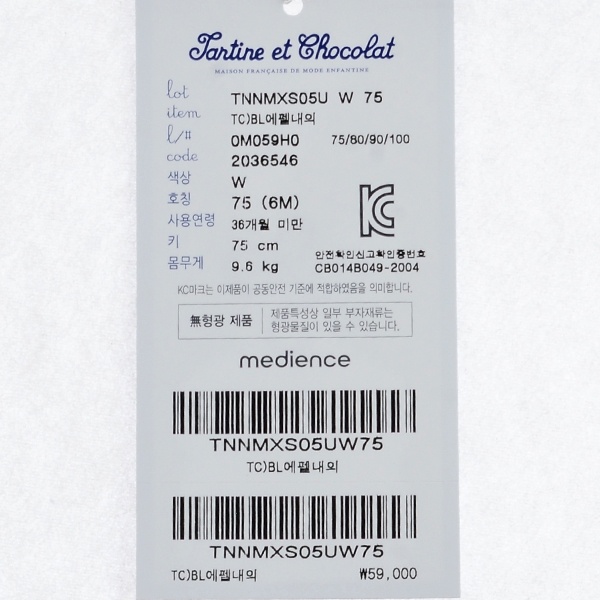 Tartine et Chocolat
MAISON FRANÇAISE DE MODE ENFANTINE
lot TNNMXS05U W 75
item TC)BL에펠내의
l/# 0M059H0 75/80/90/100
code 2036546
색상 W
호칭 75 (6M)
사용연령 36개월 미만
키 75 cm
몸무게 9.6 kg
안전확인신고확인증번호
CB014B049-2004
KC마크는 이제품이 공동안전 기준에 적합하였음을 의미합니다.
無형광 제품
제품특성상 일부 부자재류는
형광물질이 있을 수 있습니다.
medience
TNNMXS05UW75
TC)BL에펠내의
TNNMXS05UW75
TC)BL에펠내의 ₩59,000